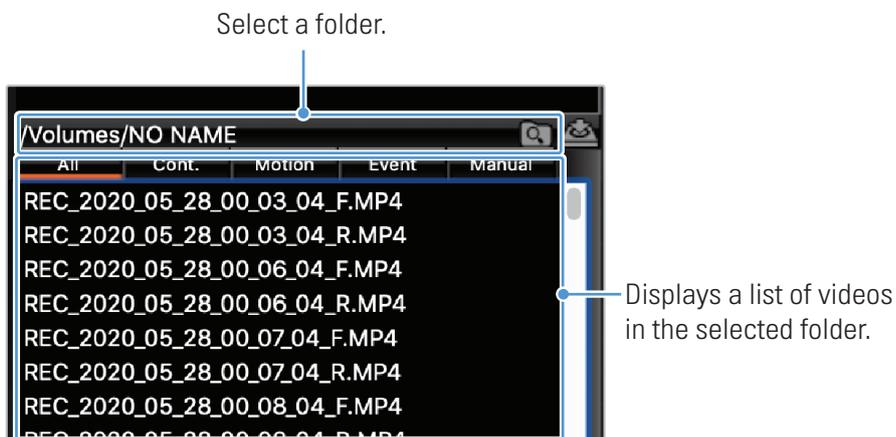 Select a folder.
/Volumes/NO NAME
All Cont. Motion Event Manual
REC_2020_05_28_00_03_04_F.MP4
REC_2020_05_28_00_03_04_R.MP4
REC_2020_05_28_00_06_04_F.MP4
REC_2020_05_28_00_06_04_R.MP4
REC_2020_05_28_00_07_04_F.MP4
REC_2020_05_28_00_07_04_R.MP4
REC_2020_05_28_00_08_04_F.MP4
Displays a list of videos
in the selected folder.